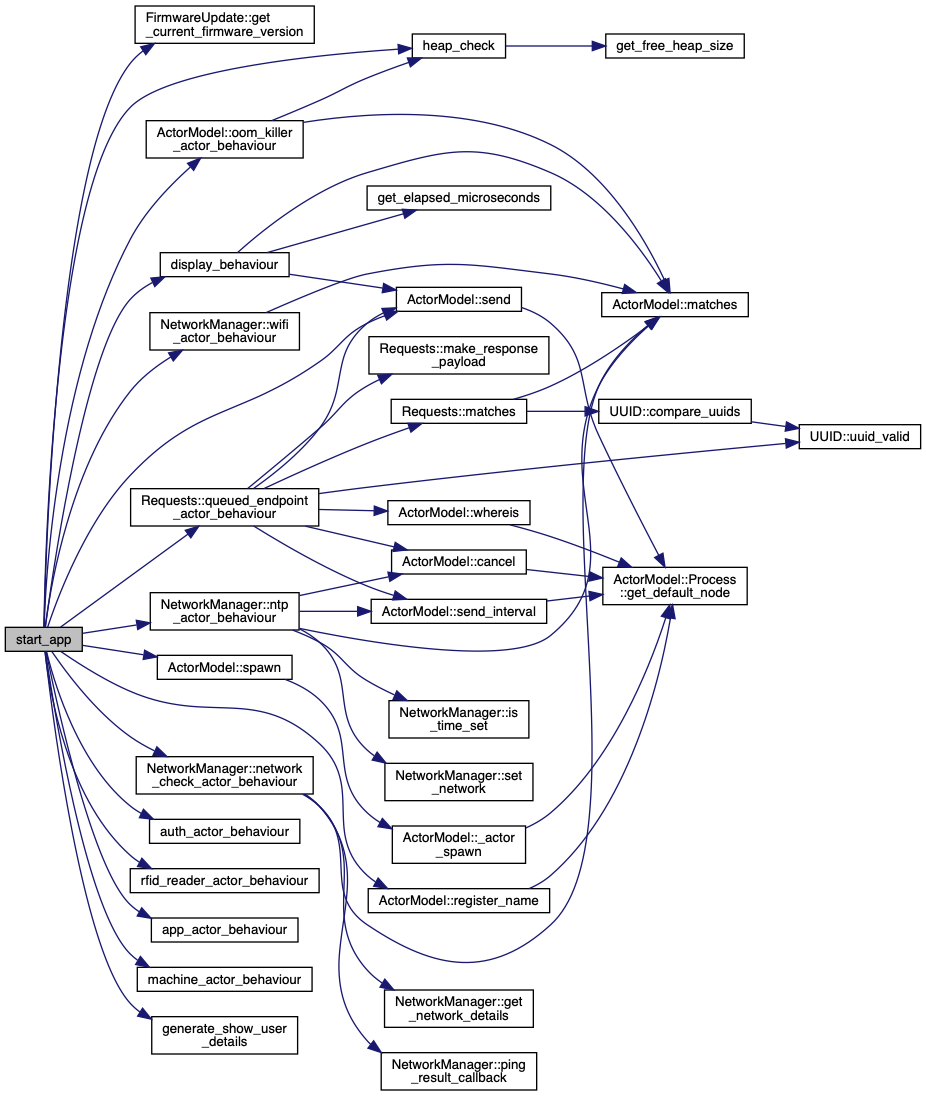 FirmwareUpdate::get
_current_firmware_version
heap_check
get_free_heap_size
ActorModel::oom_killer
_actor_behaviour
get_elapsed_microseconds
display_behaviour
ActorModel::send
ActorModel::matches
NetworkManager::wifi
_actor_behaviour
Requests::make_response
_payload
Requests::matches
UUID::compare_uuids
UUID::uuid_valid
Requests::queued_endpoint
_actor_behaviour
ActorModel::whereis
ActorModel::cancel
ActorModel::Process
::get_default_node
NetworkManager::ntp
_actor_behaviour
ActorModel::send_interval
start_app
ActorModel::spawn
NetworkManager::is
_time_set
NetworkManager::network
_check_actor_behaviour
NetworkManager::set
_network
auth_actor_behaviour
ActorModel::_actor
_spawn
rfid_reader_actor_behaviour
ActorModel::register_name
app_actor_behaviour
machine_actor_behaviour
NetworkManager::get
_network_details
generate_show_user
_details
NetworkManager::ping
_result_callback